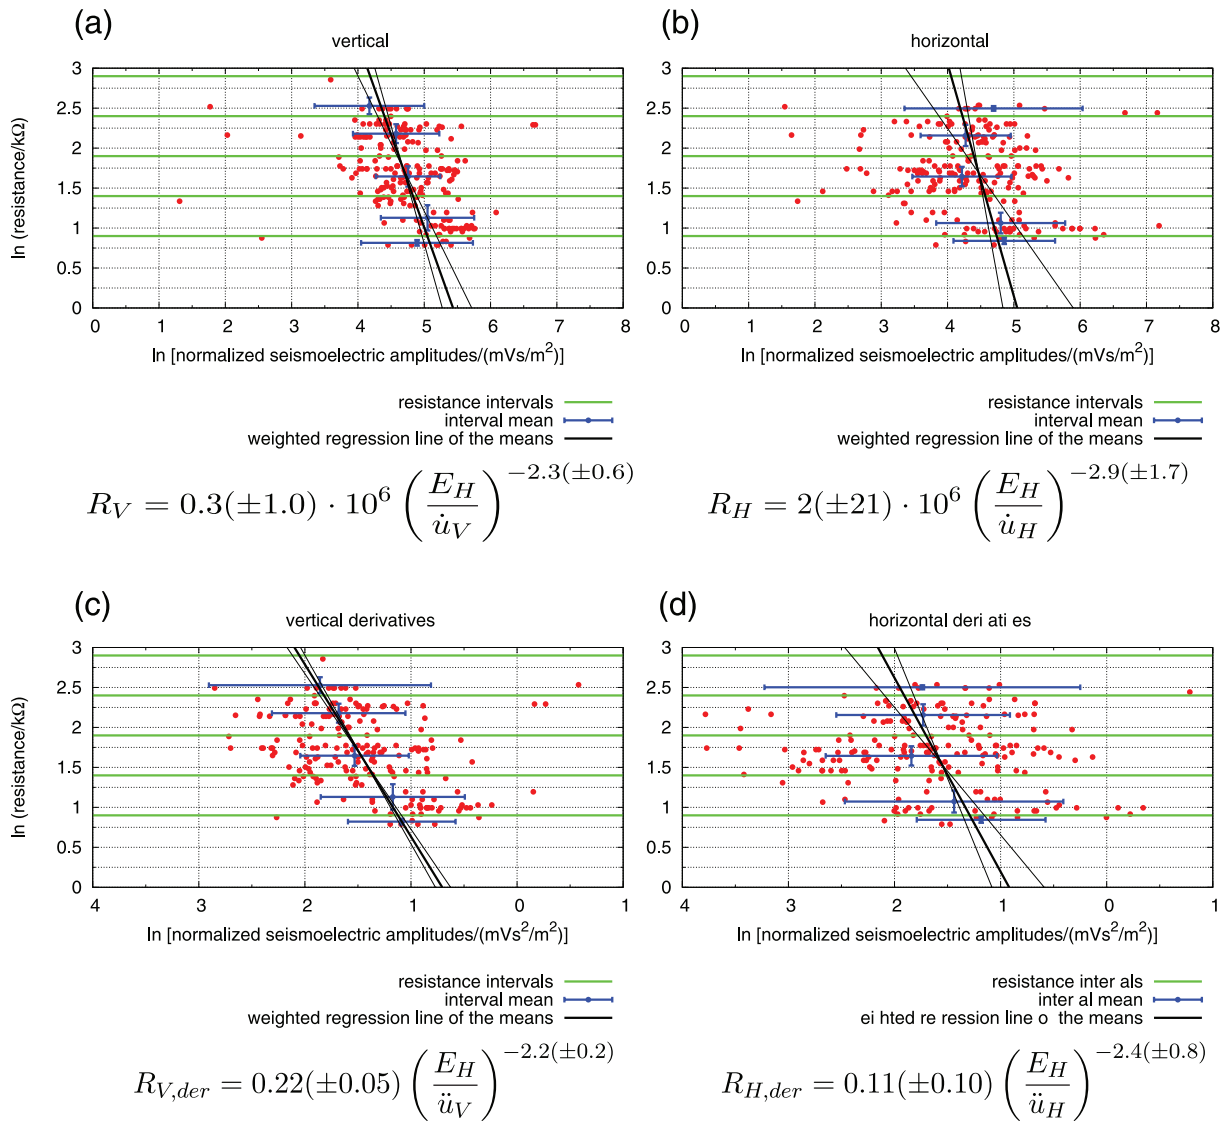 (a)
vertical
ln (resistance/kΩ)
3
2.5
2
1.5
1
0.5
0
0 1 2 3 4 5 6 7 8
ln [normalized seismoelectric amplitudes/(mVs/m²)]
resistance intervals
interval mean
weighted regression line of the means
R_V = 0.3(±1.0) · 10⁶ (E_H / u̇_V)^−2.3(±0.6)
(b)
horizontal
ln (resistance/kΩ)
3
2.5
2
1.5
1
0.5
0
0 1 2 3 4 5 6 7 8
ln [normalized seismoelectric amplitudes/(mVs/m²)]
resistance intervals
interval mean
weighted regression line of the means
R_H = 2(±21) · 10⁶ (E_H / u̇_H)^−2.9(±1.7)
(c)
vertical derivatives
ln (resistance/kΩ)
3
2.5
2
1.5
1
0.5
0
4 3 2 1 0 1
ln [normalized seismoelectric amplitudes/(mVs²/m²)]
resistance intervals
interval mean
weighted regression line of the means
R_V,der = 0.22(±0.05) (E_H / ü_V)^−2.2(±0.2)
(d)
horizontal deri ati es
ln (resistance/kΩ)
3
2.5
2
1.5
1
0.5
0
4 3 2 1 0 1
ln [normalized seismoelectric amplitudes/(mVs²/m²)]
resistance inter als
inter al mean
ei hted re ression line o the means
R_H,der = 0.11(±0.10) (E_H / ü_H)^−2.4(±0.8)